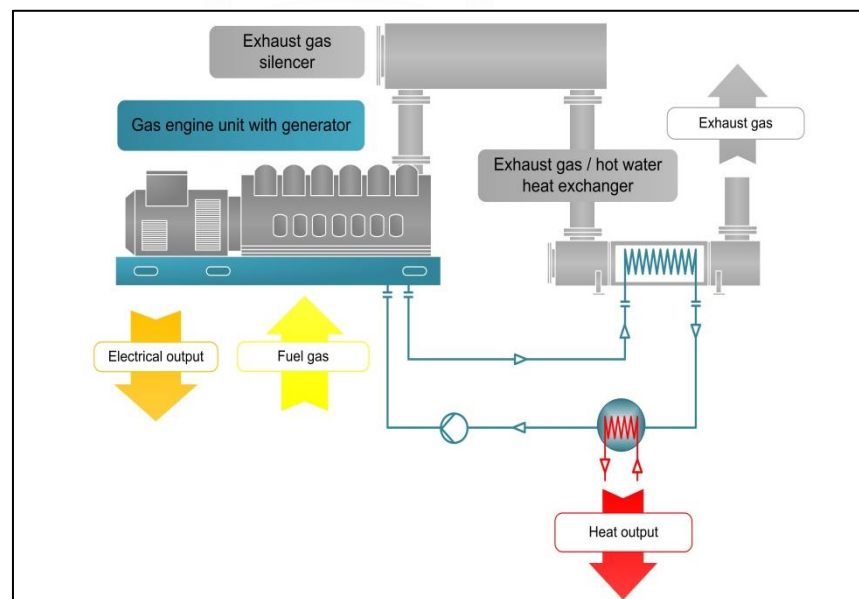 Exhaust gas
silencer
Gas engine unit with generator
Exhaust gas
Exhaust gas / hot water
heat exchanger
Electrical output
Fuel gas
Heat output